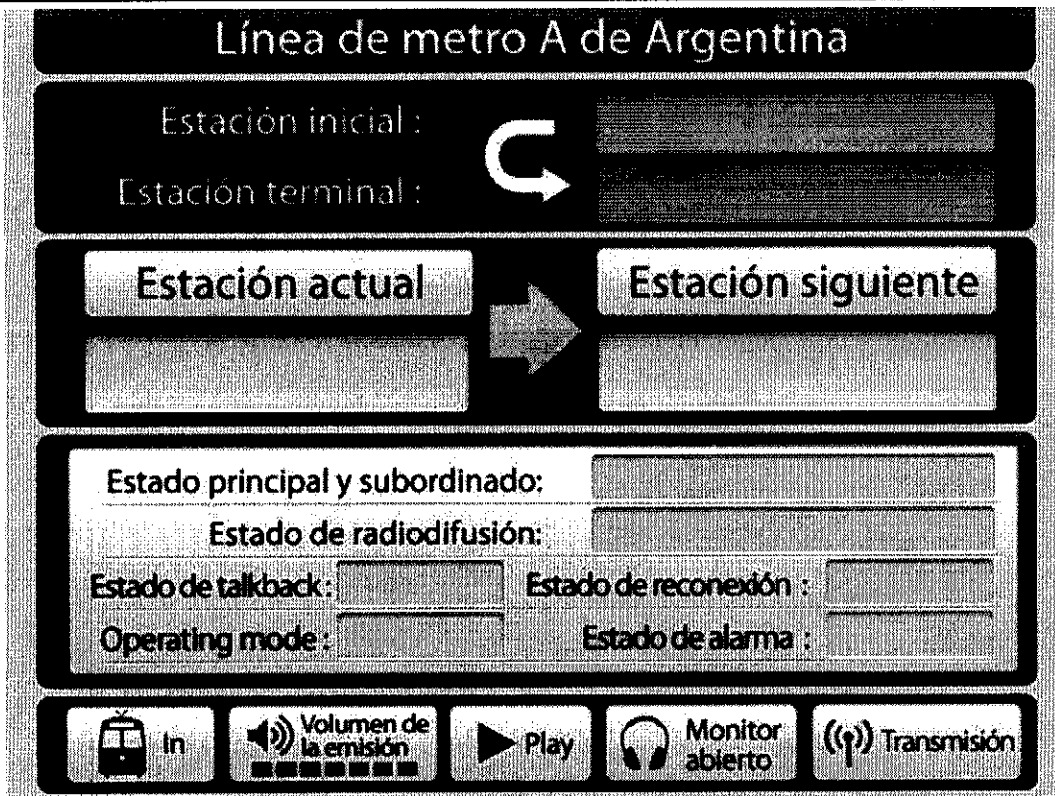 Línea de metro A de Argentina
Estación inicial :
Estación terminal :
Estación actual
Estación siguiente
Estado principal y subordinado:
Estado de radiodifusión:
Estado de talkback :
Estado de reconexión :
Operating mode :
Estado de alarma :
In
Volumen de
la emisión
Play
Monitor
abierto
Transmisión